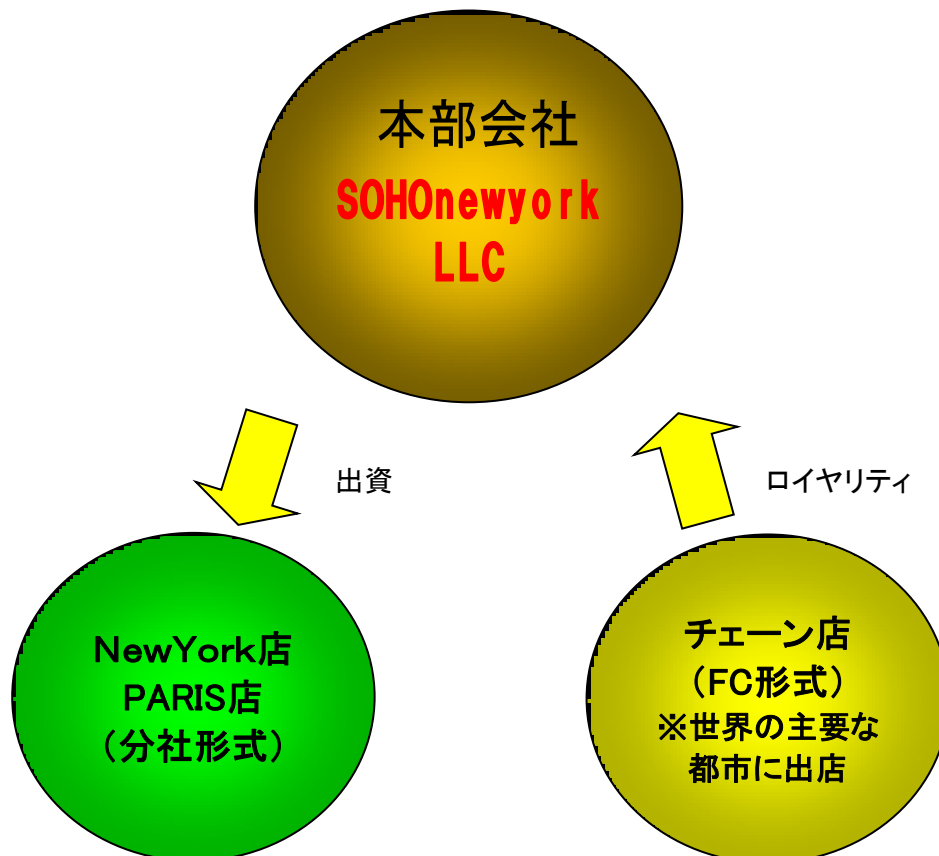 本部会社
SOHOnewyork
LLC
出資
ロイヤリティ
NewYork店
PARIS店
（分社形式）
チェーン店
（FC形式）
※世界の主要な
都市に出店